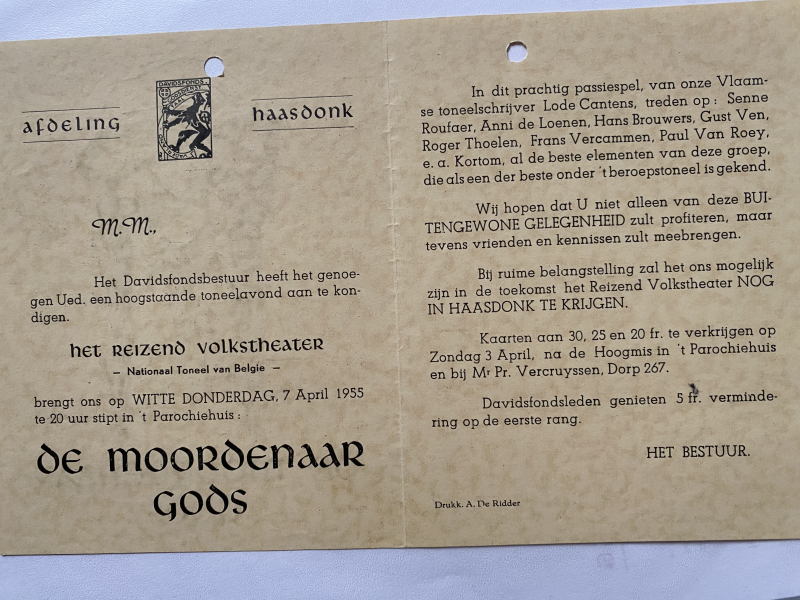 afdeling
haasdonk
DAVIDSFONDS
M.M.,
Het Davidsfondsbestuur heeft het genoe-
gen Ued. een hoogstaande toneelavond aan te kon-
digen.
het Reizend Volkstheater
– Nationaal Toneel van Belgie –
brengt ons op WITTE DONDERDAG, 7 April 1955
te 20 uur stipt in 't Parochiehuis :
De Moordenaar
Gods
In dit prachtig passiespel, van onze Vlaam-
se toneelschrijver Lode Cantens, treden op : Senne
Roufaer, Anni de Loenen, Hans Brouwers, Gust Ven,
Roger Thoelen, Frans Vercammen, Paul Van Roey,
e. a. Kortom, al de beste elementen van deze groep,
die als een der beste onder 't beroepstoneel is gekend.
Wij hopen dat U niet alleen van deze BUI-
TENGEWONE GELEGENHEID zult profiteren, maar
tevens vrienden en kennissen zult meebrengen.
Bij ruime belangstelling zal het ons mogelijk
zijn in de toekomst het Reizend Volkstheater NOG
IN HAASDONK TE KRIJGEN.
Kaarten aan 30, 25 en 20 fr. te verkrijgen op
Zondag 3 April, na de Hoogmis in 't Parochiehuis
en bij Mr Pr. Vercruyssen, Dorp 267.
Davidsfondsleden genieten 5 fr. verminde-
ring op de eerste rang.
HET BESTUUR.
Drukk. A. De Ridder